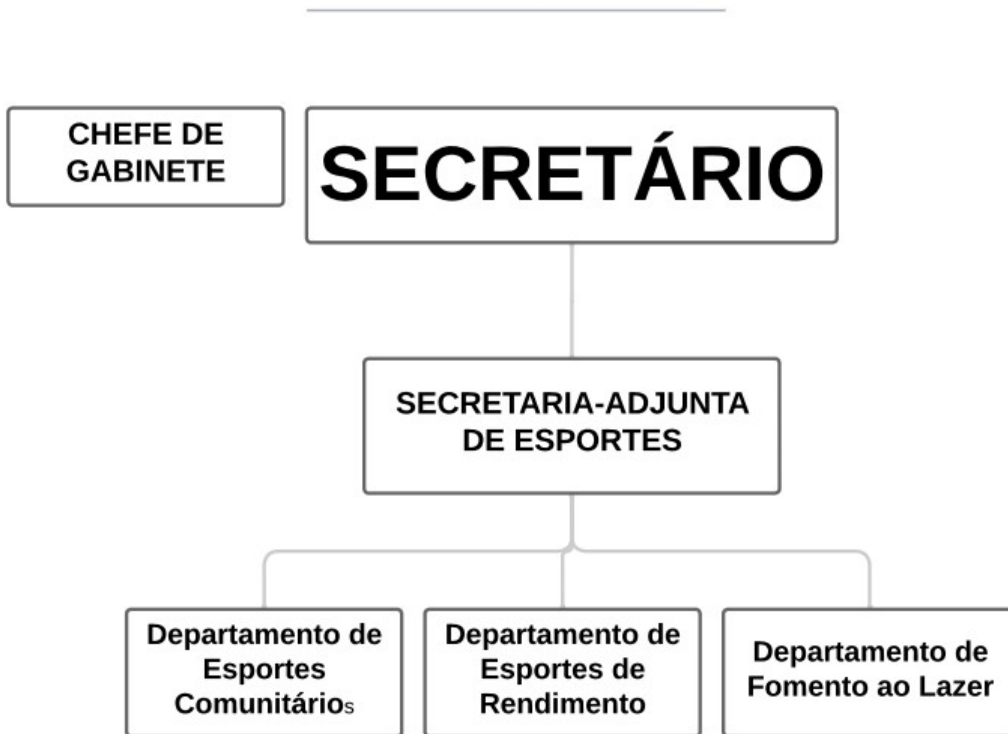 CHEFE DE
GABINETE
SECRETÁRIO
SECRETARIA-ADJUNTA
DE ESPORTES
Departamento de
Esportes
Comunitários
Departamento de
Esportes de
Rendimento
Departamento de
Fomento ao Lazer